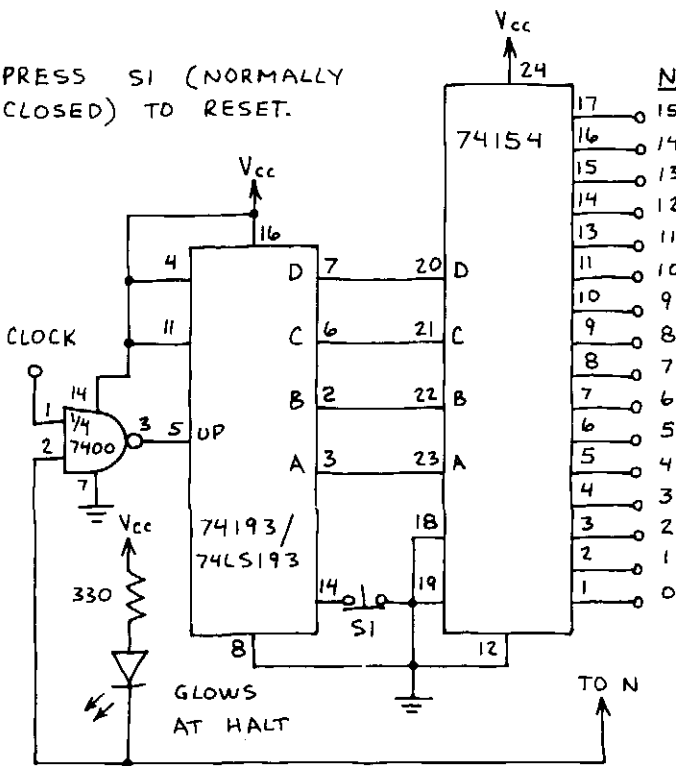 PRESS S1 (NORMALLY
CLOSED) TO RESET.
Vcc
24
N
74154
17 15
16 14
15 13
14 12
13 11
11 10
10 9
9 8
8 7
7 6
6 5
5 4
4 3
3 2
2 1
1 0
Vcc
16
4
11
D 7 20 D
C 6 21 C
B 2 22 B
A 3 23 A
CLOCK
14
1
2
1/4
7400
3 5 UP
7
74193/
74LS193
18
19
14
S1
8
12
Vcc
330
GLOWS
AT HALT
TO N